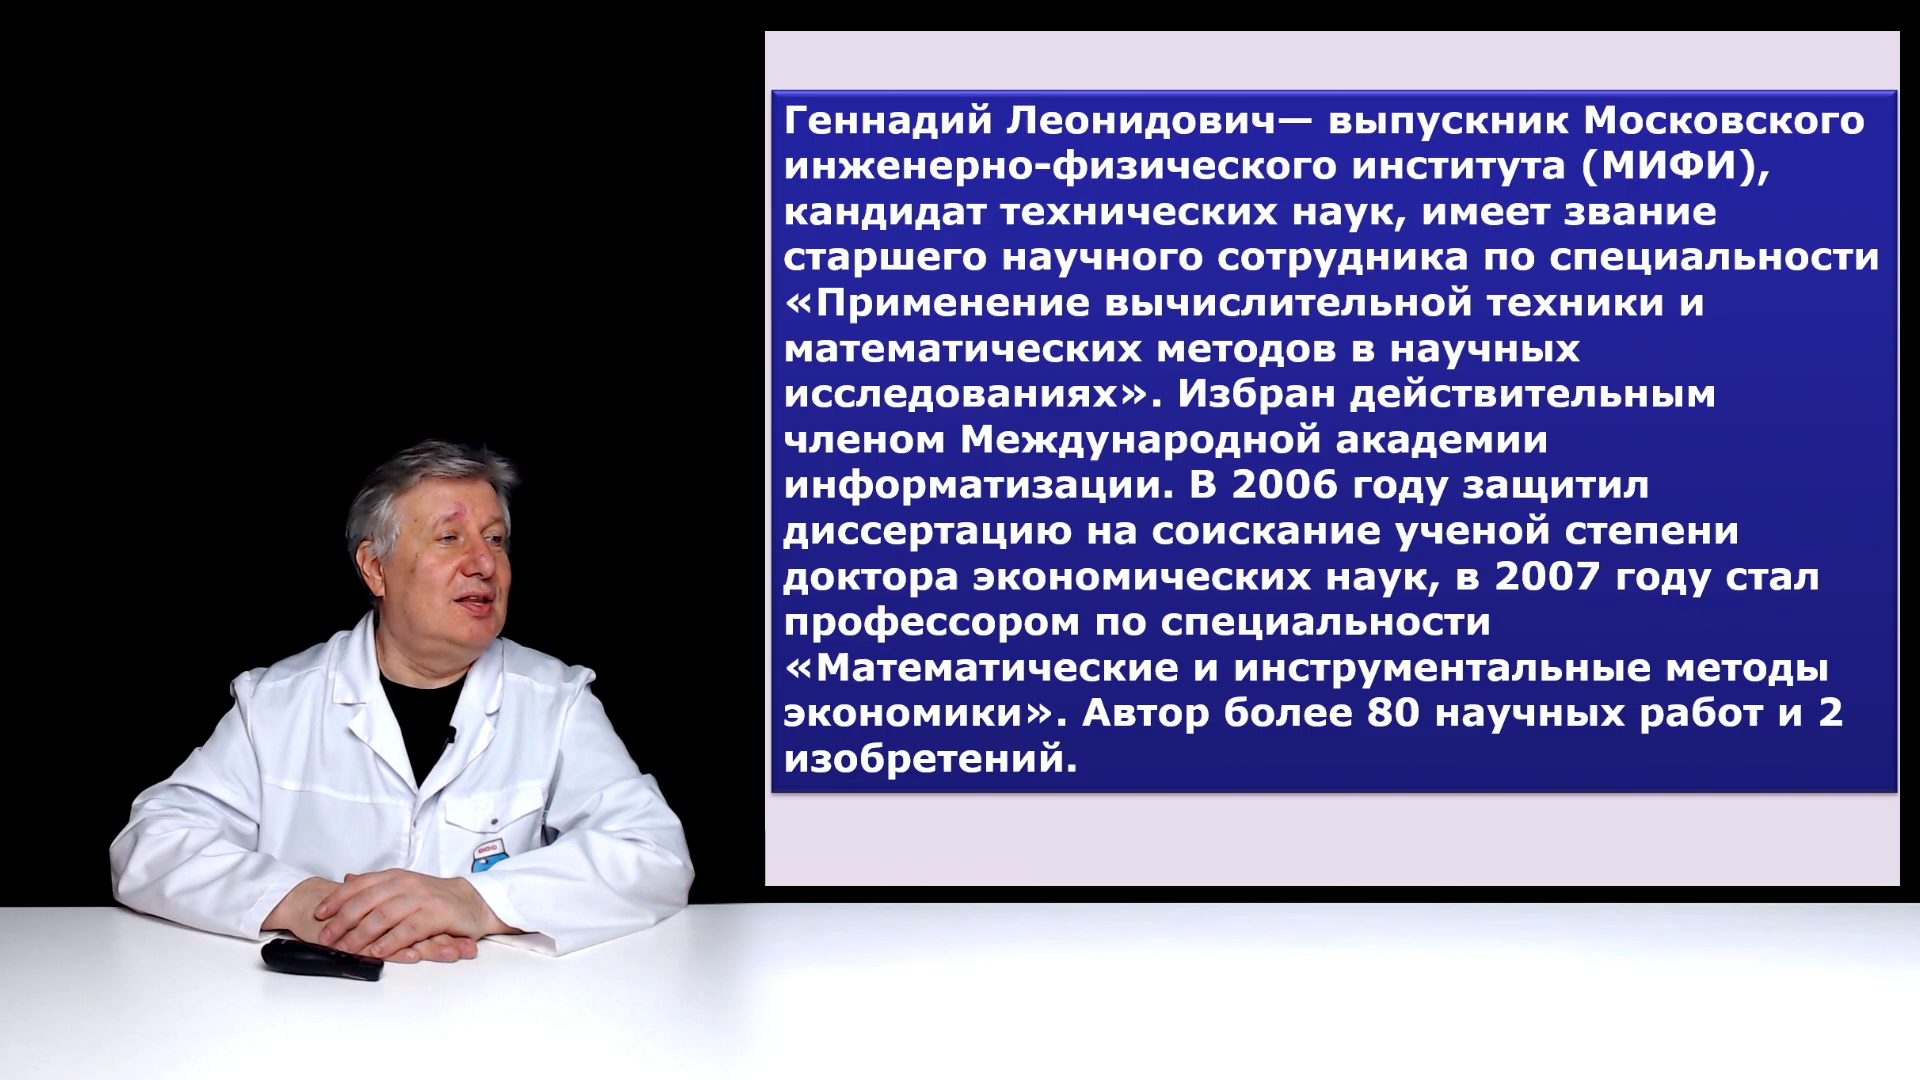 Геннадий Леонидович— выпускник Московского
инженерно-физического института (МИФИ),
кандидат технических наук, имеет звание
старшего научного сотрудника по специальности
«Применение вычислительной техники и
математических методов в научных
исследованиях». Избран действительным
членом Международной академии
информатизации. В 2006 году защитил
диссертацию на соискание ученой степени
доктора экономических наук, в 2007 году стал
профессором по специальности
«Математические и инструментальные методы
экономики». Автор более 80 научных работ и 2
изобретений.